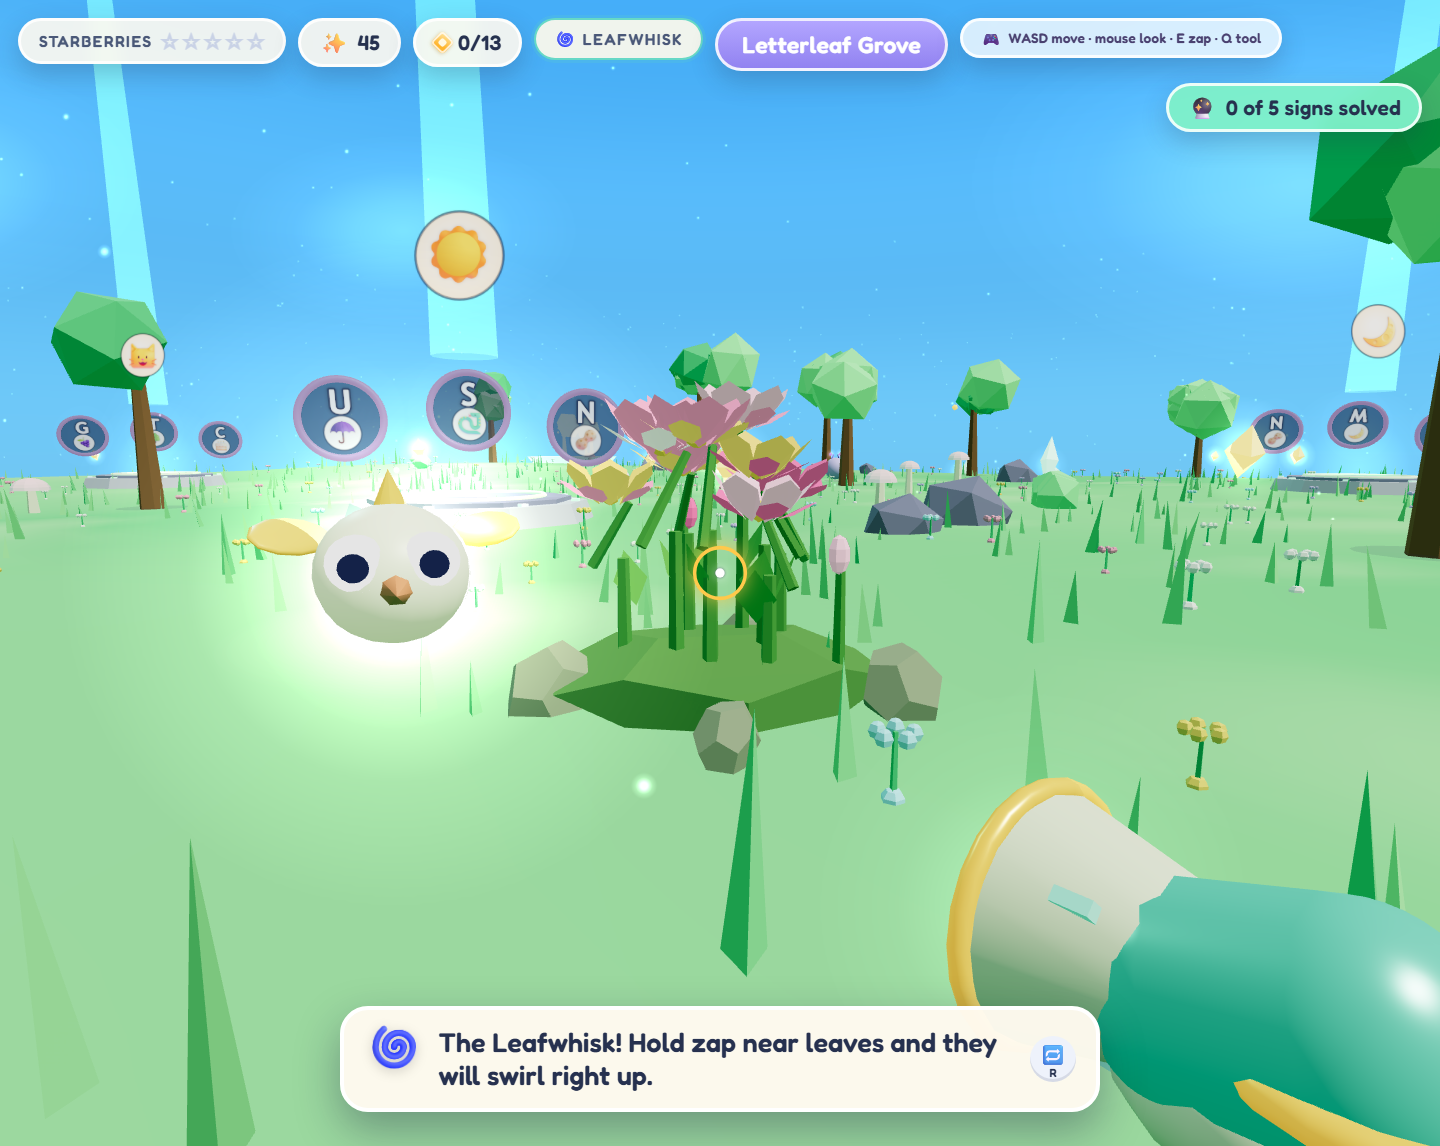 STARBERRIES
45
0/13
LEAFWHISK
Letterleaf Grove
WASD move · mouse look · E zap · Q tool
0 of 5 signs solved
G
T
C
U
S
N
N
M
The Leafwhisk! Hold zap near leaves and they
will swirl right up.
R